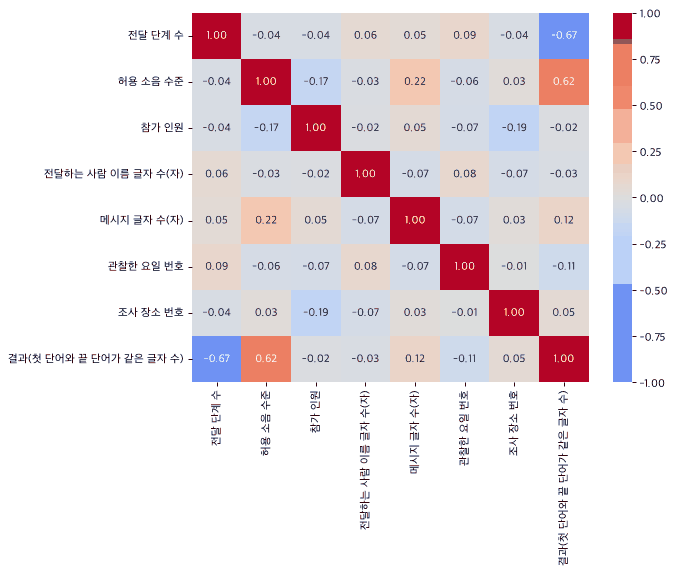 전달 단계 수 1.00 -0.04 -0.04 0.06 0.05 0.09 -0.04 -0.67
허용 소음 수준 -0.04 1.00 -0.17 -0.03 0.22 -0.06 0.03 0.62
참가 인원 -0.04 -0.17 1.00 -0.02 0.05 -0.07 -0.19 -0.02
전달하는 사람 이름 글자 수(자) 0.06 -0.03 -0.02 1.00 -0.07 0.08 -0.07 -0.03
메시지 글자 수(자) 0.05 0.22 0.05 -0.07 1.00 -0.07 0.03 0.12
관찰한 요일 번호 0.09 -0.06 -0.07 0.08 -0.07 1.00 -0.01 -0.11
조사 장소 번호 -0.04 0.03 -0.19 -0.07 0.03 -0.01 1.00 0.05
결과(첫 단어와 끝 단어가 같은 글자 수) -0.67 0.62 -0.02 -0.03 0.12 -0.11 0.05 1.00
전달 단계 수
허용 소음 수준
참가 인원
전달하는 사람 이름 글자 수(자)
메시지 글자 수(자)
관찰한 요일 번호
조사 장소 번호
결과(첫 단어와 끝 단어가 같은 글자 수)
1.00
0.75
0.50
0.25
0.00
-0.25
-0.50
-0.75
-1.00